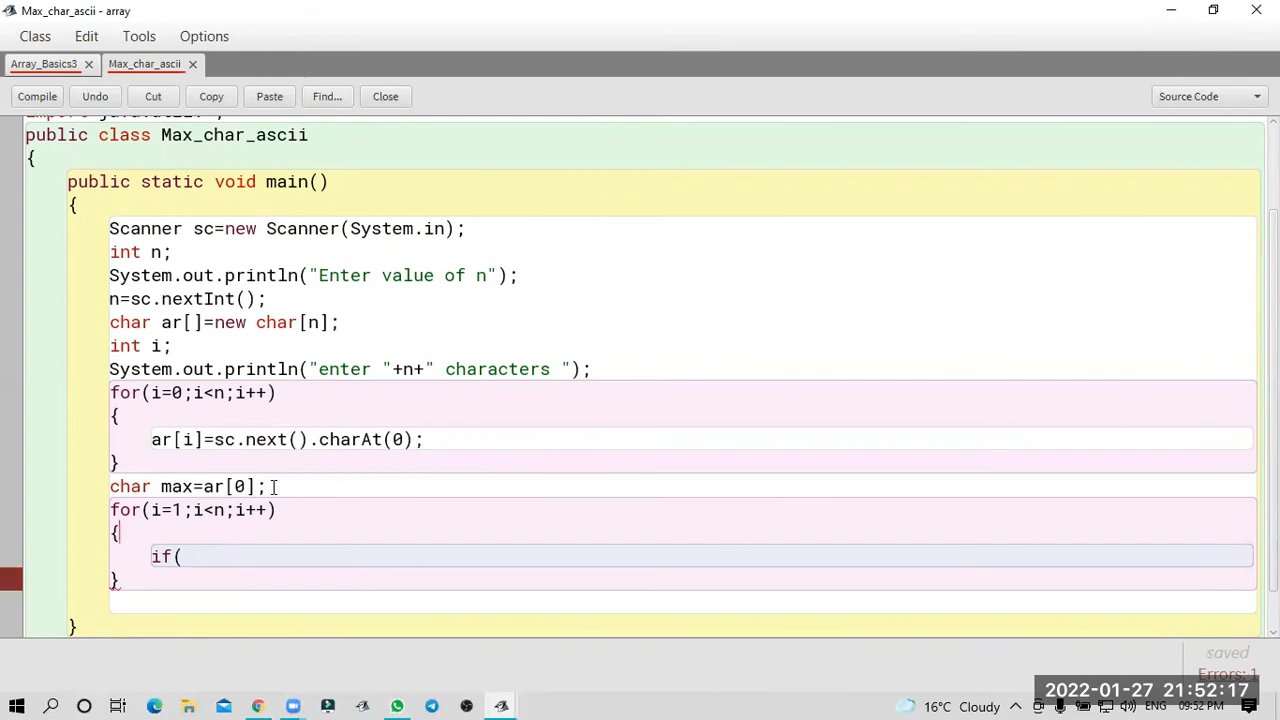 Max_char_ascii - array
Class Edit Tools Options
Array_Basics3 Max_char_ascii
Compile Undo Cut Copy Paste Find... Close Source Code
public class Max_char_ascii
{
public static void main()
{
Scanner sc=new Scanner(System.in);
int n;
System.out.println("Enter value of n");
n=sc.nextInt();
char ar[]=new char[n];
int i;
System.out.println("enter "+n+" characters ");
for(i=0;i<n;i++)
{
ar[i]=sc.next().charAt(0);
}
char max=ar[0];
for(i=1;i<n;i++)
{
if(
}
}
saved
Errors: 1
2022-01-27 21:52:17
16°C Cloudy ENG 09:52 PM